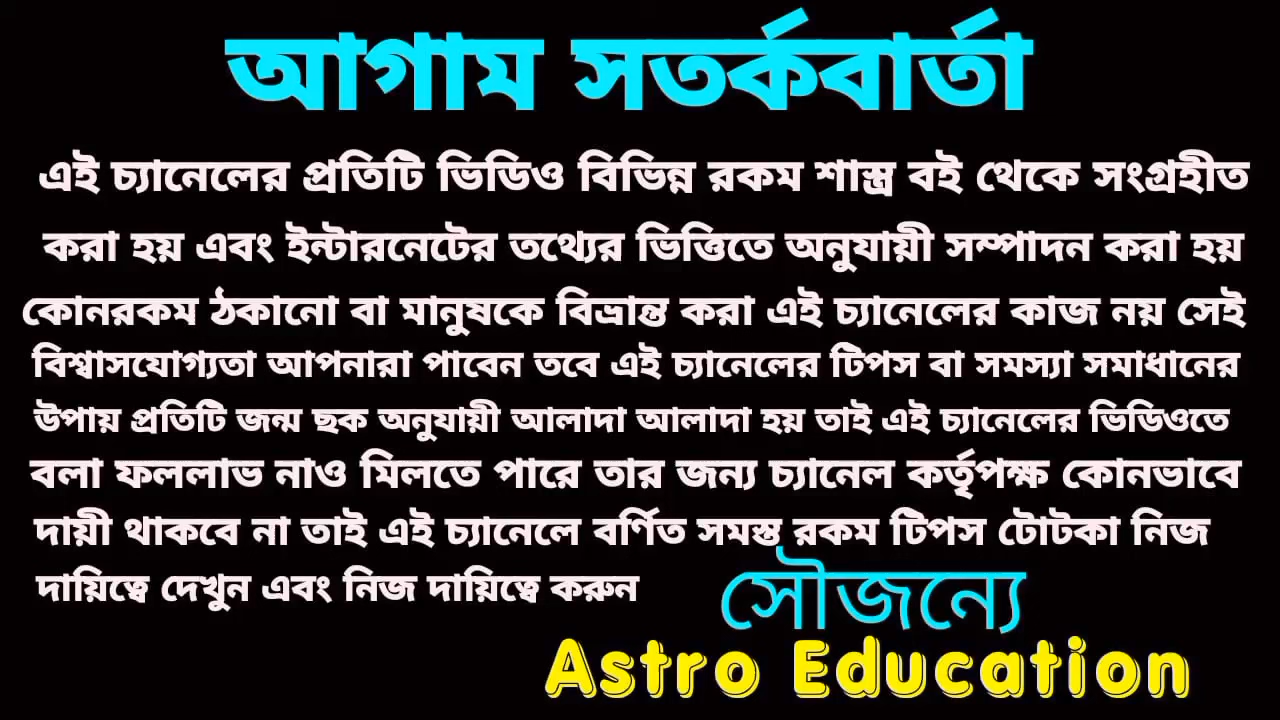 আগাম সতর্কবার্তা
এই চ্যানেলের প্রতিটি ভিডিও বিভিন্ন রকম শাস্ত্র বই থেকে সংগ্রহীত
করা হয় এবং ইন্টারনেটের তথ্যের ভিত্তিতে অনুযায়ী সম্পাদন করা হয়
কোনরকম ঠকানো বা মানুষকে বিভ্রান্ত করা এই চ্যানেলের কাজ নয় সেই
বিশ্বাসযোগ্যতা আপনারা পাবেন তবে এই চ্যানেলের টিপস বা সমস্যা সমাধানের
উপায় প্রতিটি জন্ম ছক অনুযায়ী আলাদা আলাদা হয় তাই এই চ্যানেলের ভিডিওতে
বলা ফললাভ নাও মিলতে পারে তার জন্য চ্যানেল কর্তৃপক্ষ কোনভাবে
দায়ী থাকবে না তাই এই চ্যানেলে বর্ণিত সমস্ত রকম টিপস টোটকা নিজ
দায়িত্বে দেখুন এবং নিজ দায়িত্বে করুন
সৌজন্যে
Astro Education